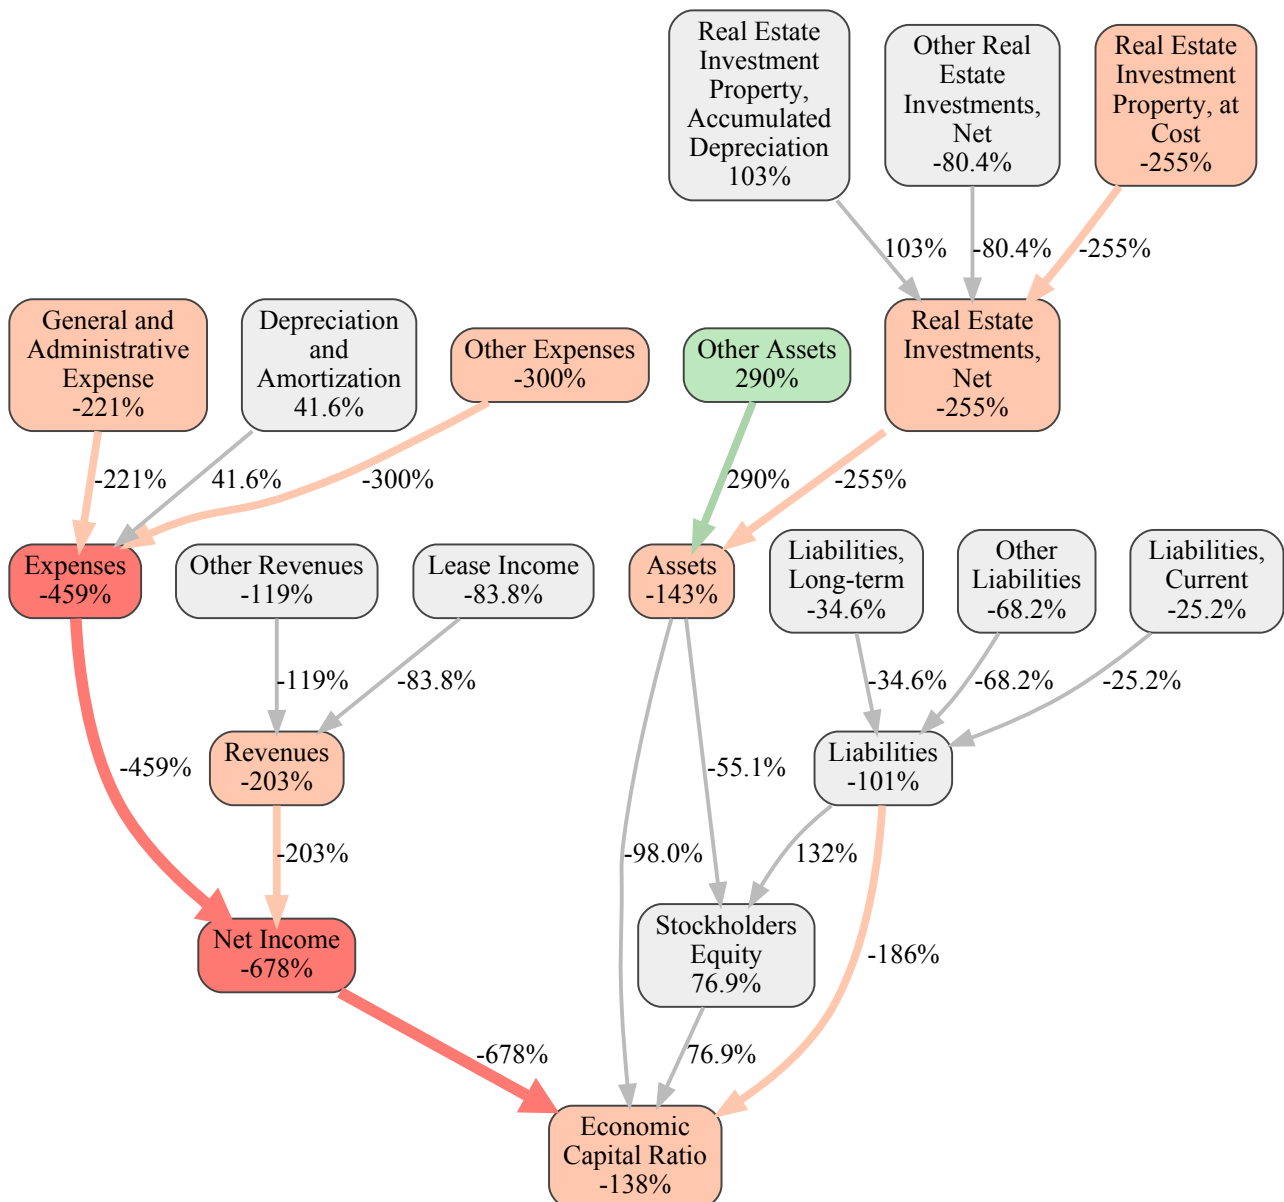 Real Estate
Investment
Property,
Accumulated
Depreciation
103%
Other Real
Estate
Investments,
Net
-80.4%
Real Estate
Investment
Property, at
Cost
-255%
103%
-80.4%
-255%
General and
Administrative
Expense
-221%
Depreciation
and
Amortization
41.6%
Other Expenses
-300%
Other Assets
290%
Real Estate
Investments,
Net
-255%
-221%
41.6%
-300%
290%
-255%
Expenses
-459%
Other Revenues
-119%
Lease Income
-83.8%
Assets
-143%
Liabilities,
Long-term
-34.6%
Other
Liabilities
-68.2%
Liabilities,
Current
-25.2%
-119%
-83.8%
-34.6%
-68.2%
-25.2%
-459%
Revenues
-203%
-55.1%
Liabilities
-101%
-203%
-98.0%
132%
Net Income
-678%
Stockholders
Equity
76.9%
-186%
-678%
76.9%
Economic
Capital Ratio
-138%